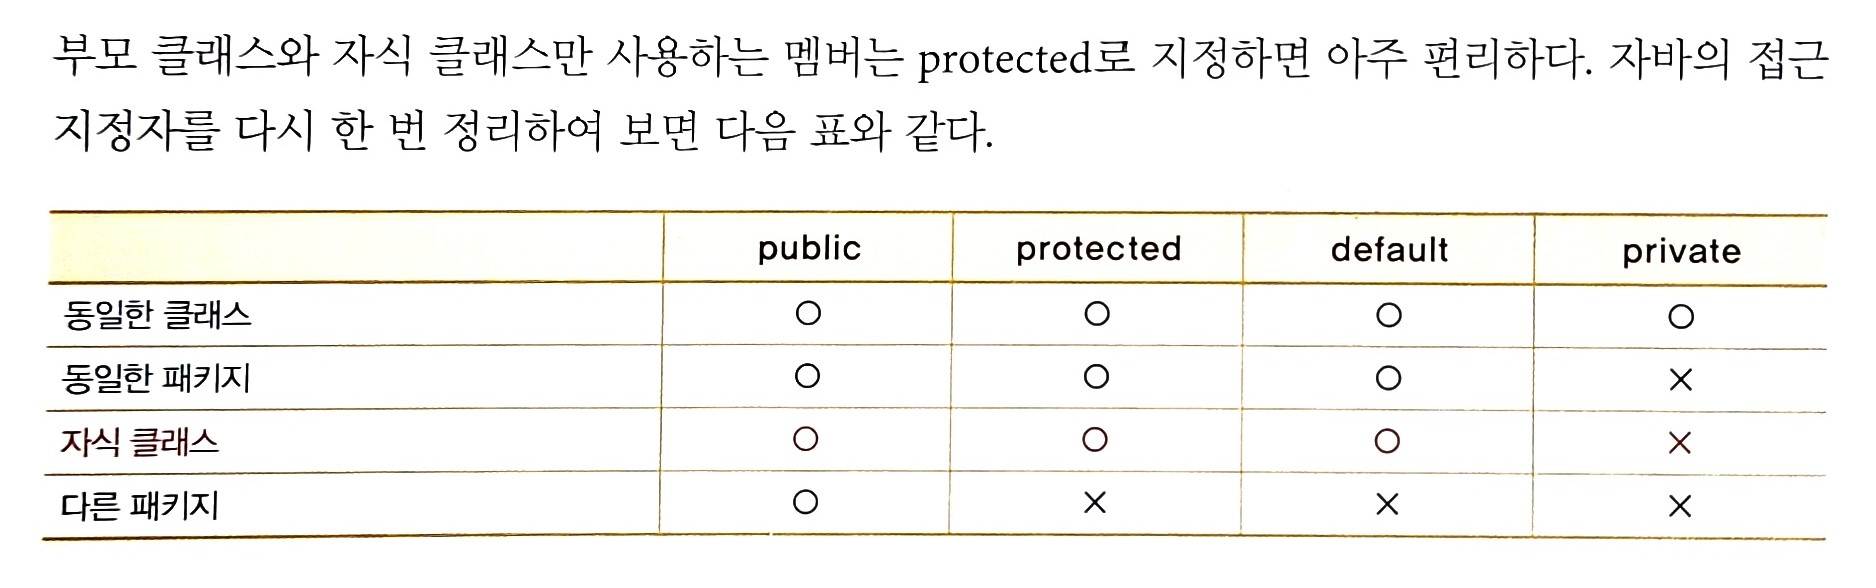 부모 클래스와 자식 클래스만 사용하는 멤버는 protected로 지정하면 아주 편리하다. 자바의 접근
지정자를 다시 한 번 정리하여 보면 다음 표와 같다.
public protected default private
동일한 클래스 ○ ○ ○ ○
동일한 패키지 ○ ○ ○ ×
자식 클래스 ○ ○ ○ ×
다른 패키지 ○ × × ×